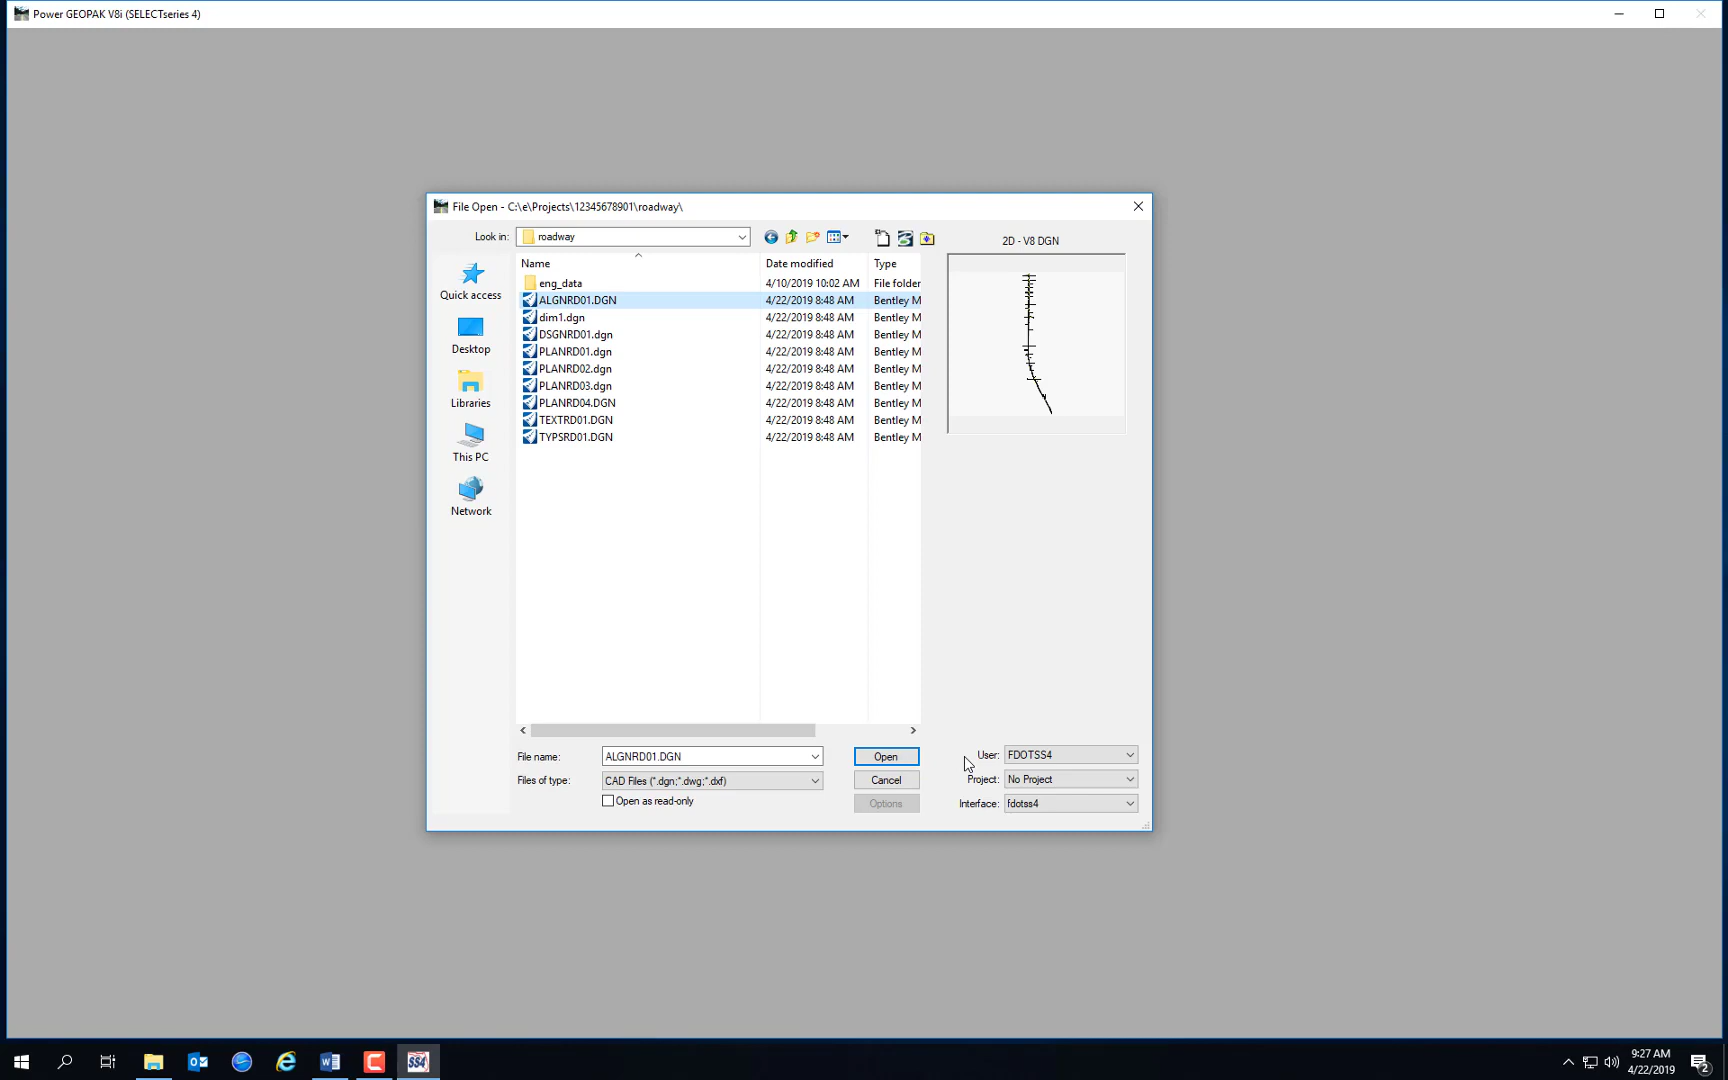 Power GEOPAK V8i (SELECTseries 4)
File Open - C:\e\Projects\12345678901\roadway\
Look in: roadway
2D - V8 DGN
Name Date modified Type
eng_data 4/10/2019 10:02 AM File folder
ALGNRD01.DGN 4/22/2019 8:48 AM Bentley M
dim1.dgn 4/22/2019 8:48 AM Bentley M
DSGNRD01.dgn 4/22/2019 8:48 AM Bentley M
PLANRD01.dgn 4/22/2019 8:48 AM Bentley M
PLANRD02.dgn 4/22/2019 8:48 AM Bentley M
PLANRD03.dgn 4/22/2019 8:48 AM Bentley M
PLANRD04.DGN 4/22/2019 8:48 AM Bentley M
TEXTRD01.DGN 4/22/2019 8:48 AM Bentley M
TYPSRD01.DGN 4/22/2019 8:48 AM Bentley M
Quick access
Desktop
Libraries
This PC
Network
File name: ALGNRD01.DGN Open User: FDOTSS4
Files of type: CAD Files (*.dgn;*.dwg;*.dxf) Cancel Project: No Project
Open as read-only Options Interface: fdotss4
SS4
9:27 AM
4/22/2019
2